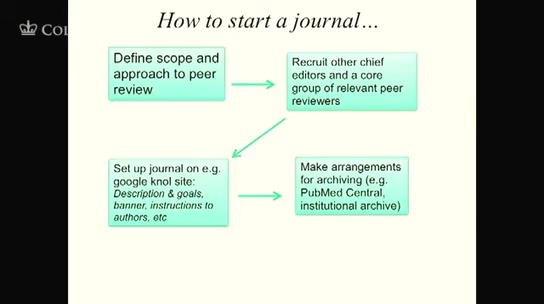 How to start a journal…
Define scope and
approach to peer
review
Recruit other chief
editors and a core
group of relevant peer
reviewers
Set up journal on e.g.
google knol site:
Description & goals,
banner, instructions to
authors, etc
Make arrangements
for archiving (e.g.
PubMed Central,
institutional archive)